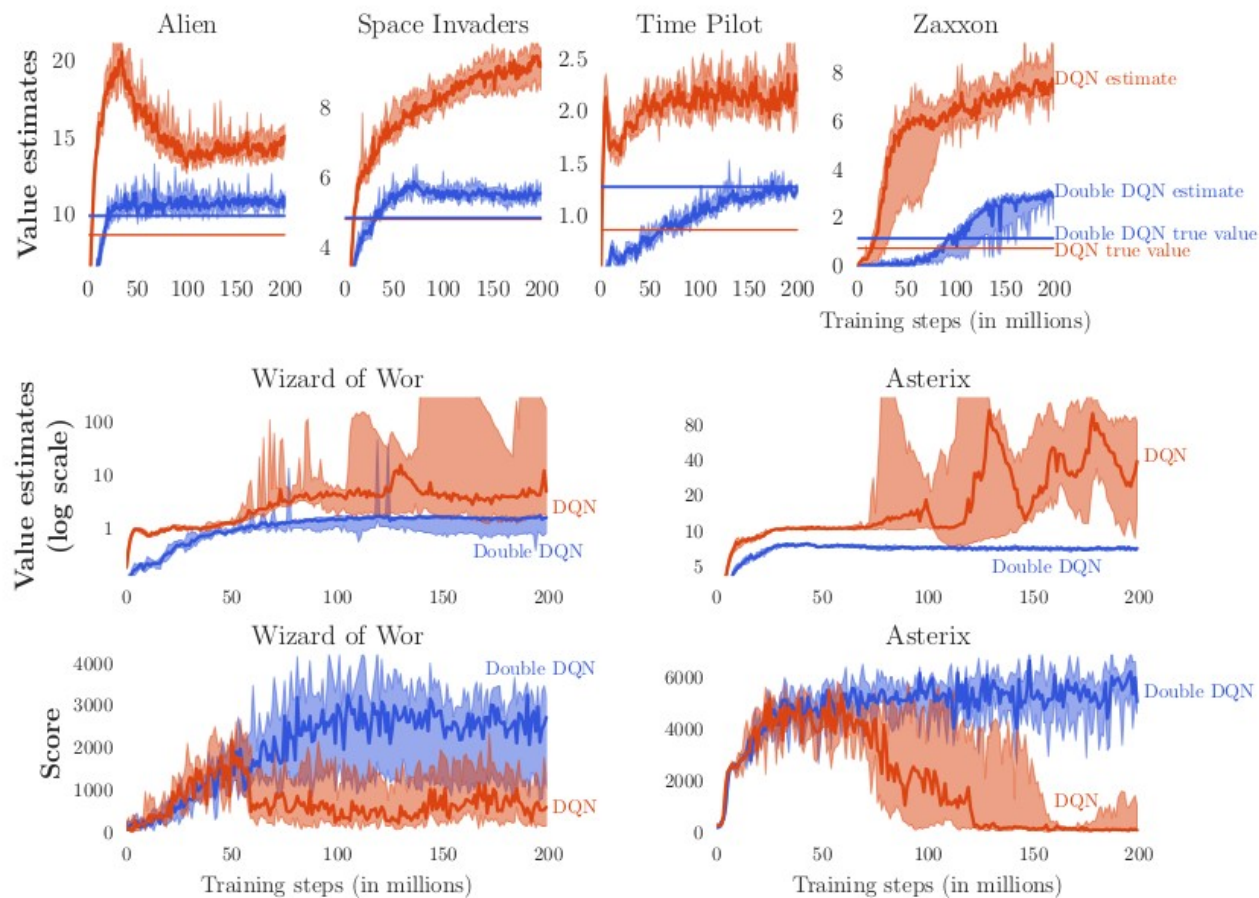 Alien
Space Invaders
Time Pilot
Zaxxon
Value estimates
20
15
10
0 50 100 150 200
8
6
4
0 50 100 150 200
2.5
2.0
1.5
1.0
0 50 100 150 200
8
6
4
2
0
0 50 100 150 200
DQN estimate
Double DQN estimate
Double DQN true value
DQN true value
Training steps (in millions)
Wizard of Wor
Asterix
Value estimates
(log scale)
100
10
1
0 50 100 150 200
DQN
Double DQN
80
40
20
10
5
0 50 100 150 200
DQN
Double DQN
Wizard of Wor
Asterix
Score
4000
3000
2000
1000
0
0 50 100 150 200
Double DQN
DQN
Training steps (in millions)
6000
4000
2000
0
0 50 100 150 200
Double DQN
DQN
Training steps (in millions)